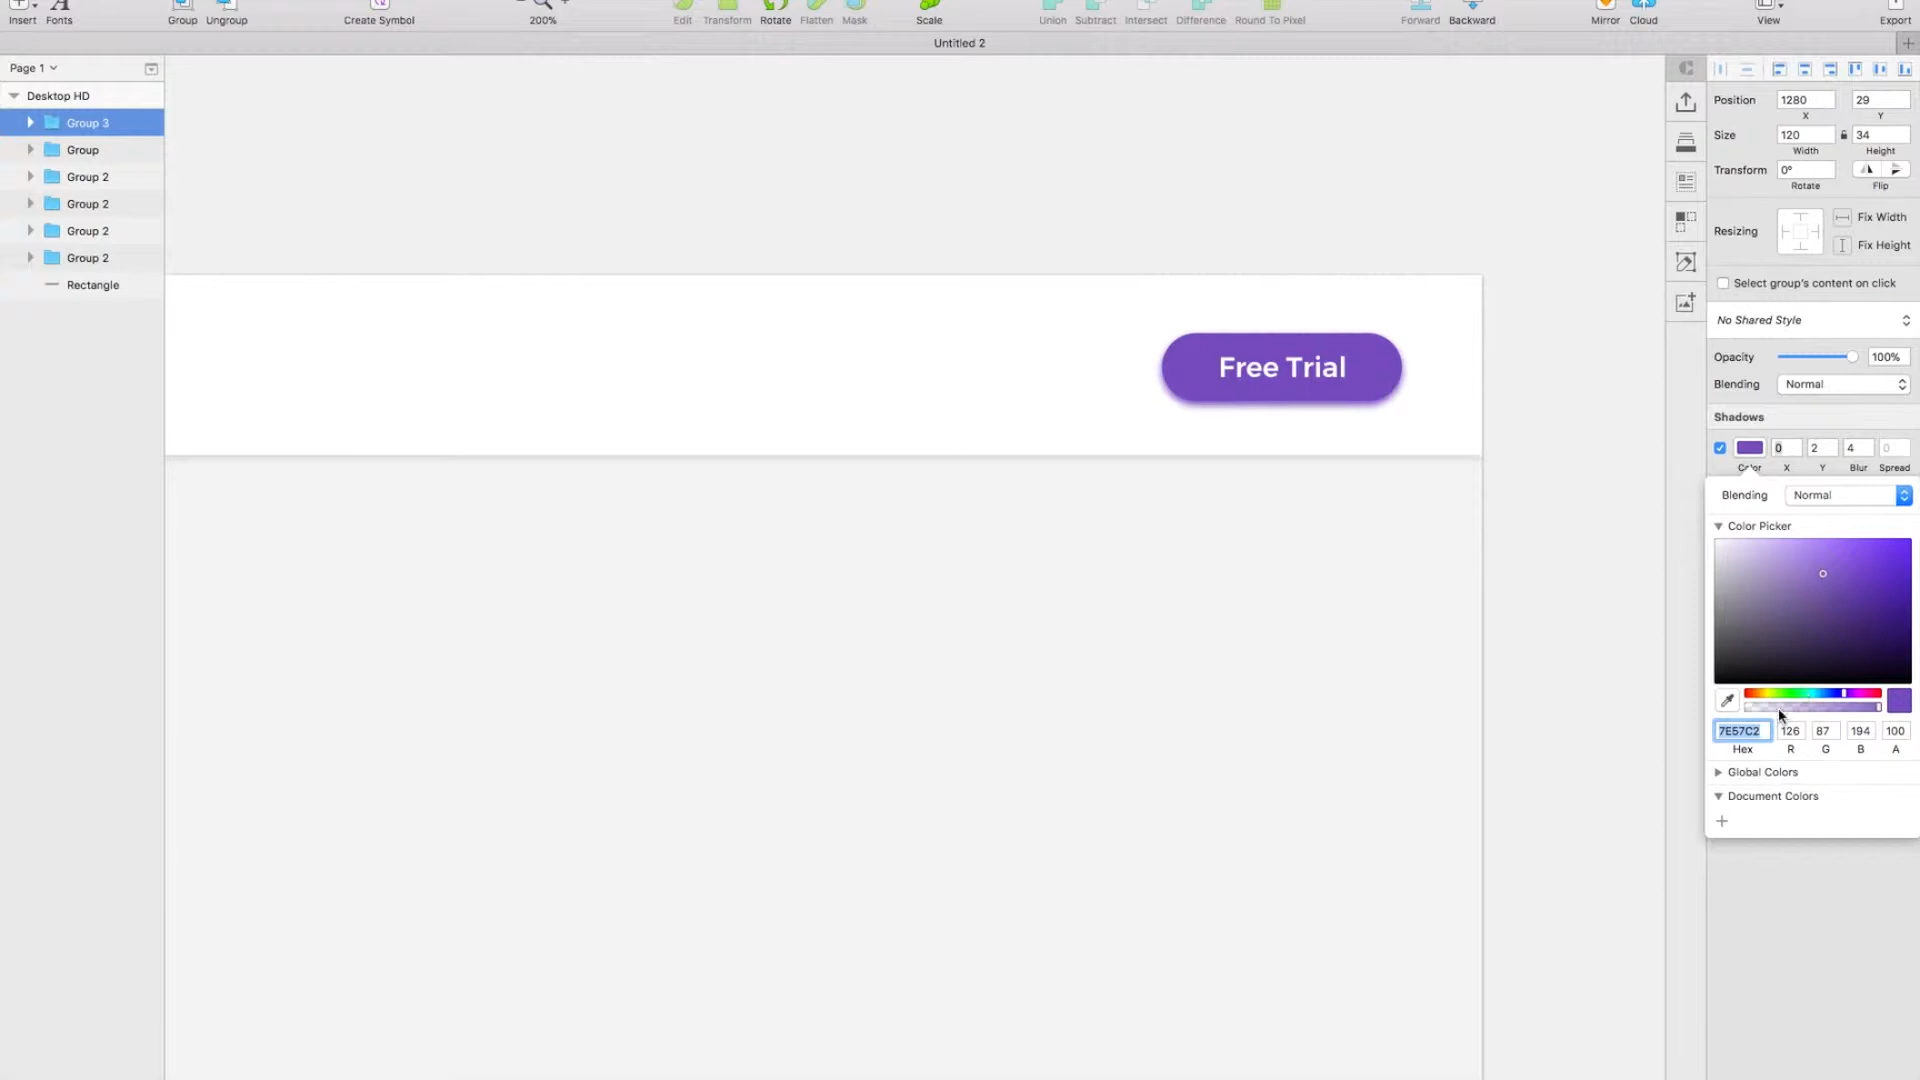 Insert Fonts Group Ungroup Create Symbol 200% Edit Transform Rotate Flatten Mask Scale Union Subtract Intersect Difference Round To Pixel Forward Backward Mirror Cloud View Export
Untitled 2
Page 1
Desktop HD
Group 3
Group
Group 2
Group 2
Group 2
Group 2
Rectangle
Free Trial
Position 1280 29
X Y
Size 120 34
Width Height
Transform 0°
Rotate Flip
Resizing Fix Width
Fix Height
Select group's content on click
No Shared Style
Opacity 100%
Blending Normal
Shadows
0 2 4 0
Color X Y Blur Spread
Blending Normal
Color Picker
7E57C2 126 87 194 100
Hex R G B A
Global Colors
Document Colors